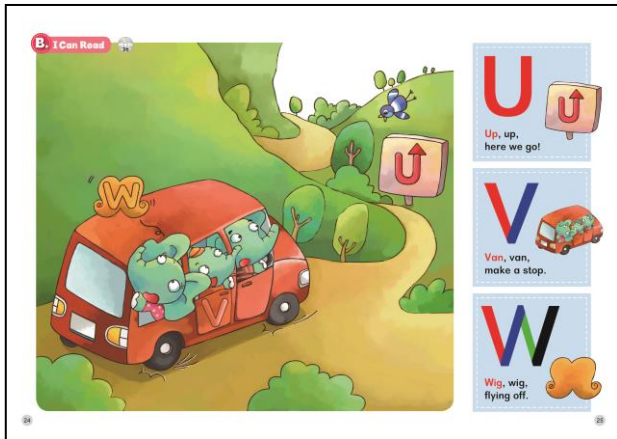 B. I Can Read
W
U
V
U
U
Up, up,
here we go!
V
Van, van,
make a stop.
W
Wig, wig,
flying off.
24
25